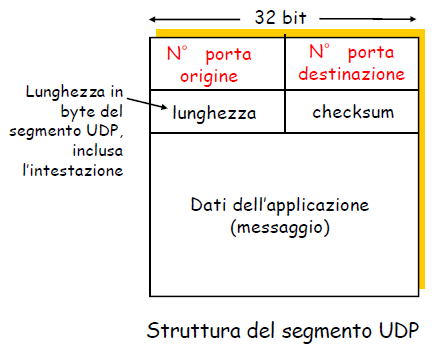 32 bit
N° porta
origine
N° porta
destinazione
Lunghezza in
byte del
segmento UDP,
inclusa
l'intestazione
lunghezza
checksum
Dati dell'applicazione
(messaggio)
Struttura del segmento UDP